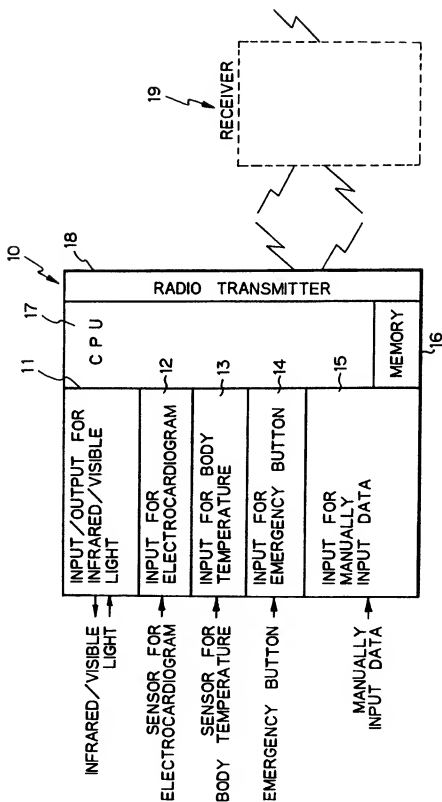 10
11
17
18
19
RECEIVER
INFRARED/VISIBLE
LIGHT
INPUT/OUTPUT FOR
INFRARED/VISIBLE
LIGHT
CPU
RADIO TRANSMITTER
SENSOR FOR
ELECTROCARDIOGRAM
INPUT FOR
ELECTROCARDIOGRAM
12
SENSOR FOR
BODY TEMPERATURE
INPUT FOR BODY
TEMPERATURE
13
EMERGENCY BUTTON
INPUT FOR
EMERGENCY BUTTON
14
MANUALLY
INPUT DATA
INPUT FOR
MANUALLY
INPUT DATA
15
MEMORY
16